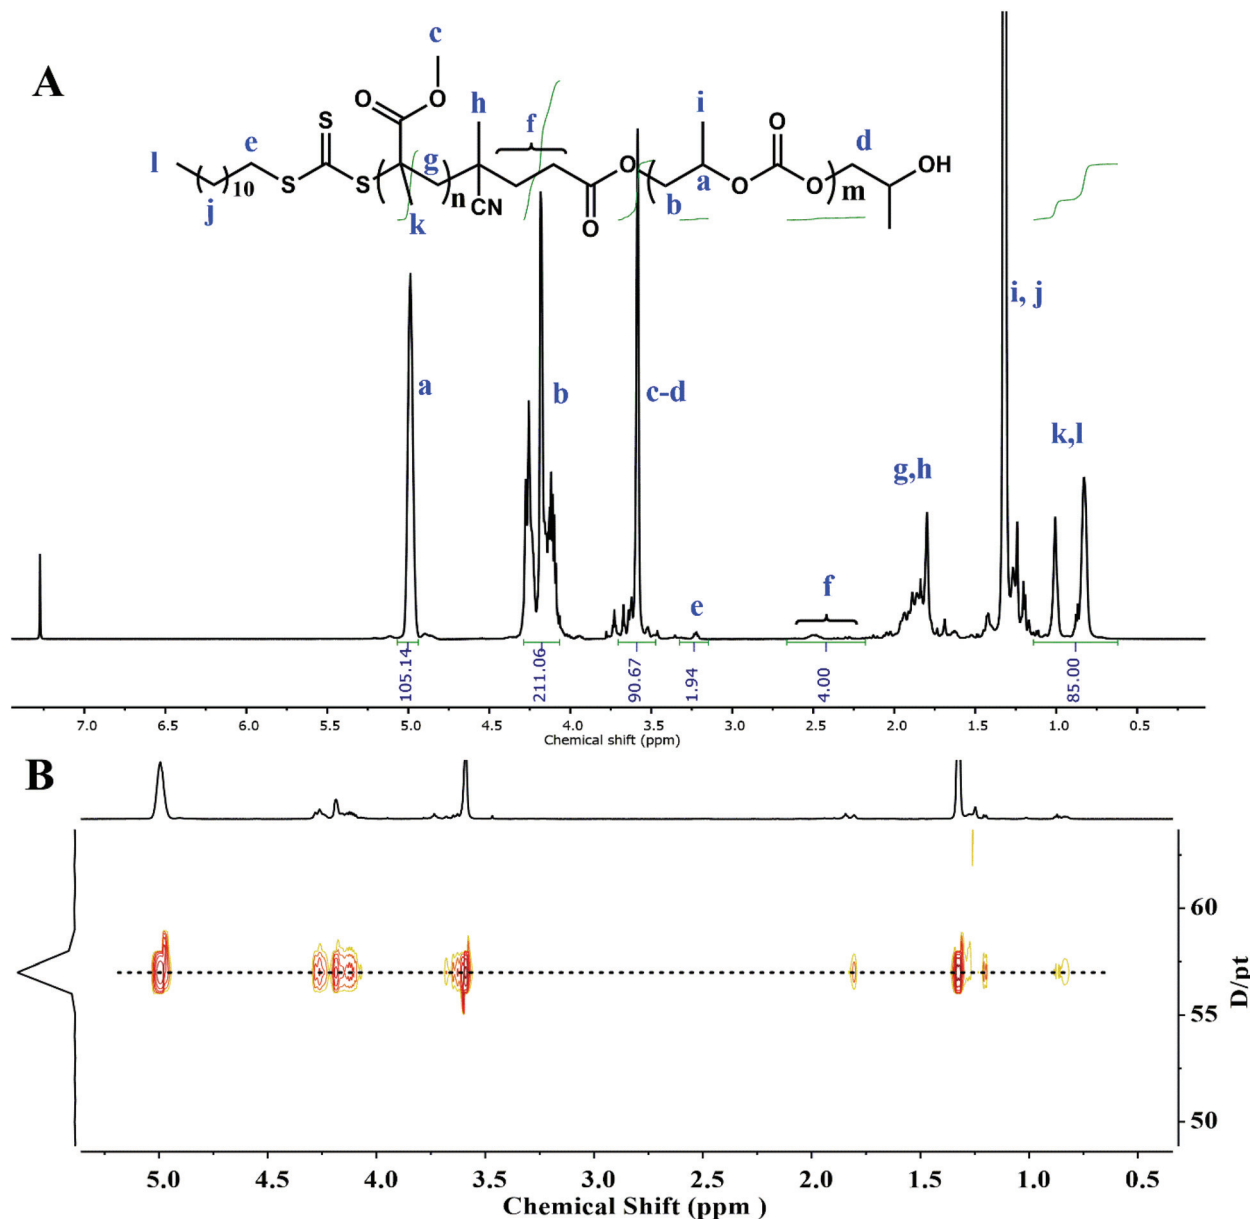 A
c
O
O
h
f
i
O
S
e
l
g
O
a
O
O
d
OH
10
S
S
n
CN
O
b
m
j
k
i, j
a
b
c-d
k,l
g,h
e
f
105.14
211.06
90.67
1.94
4.00
85.00
7.0 6.5 6.0 5.5 5.0 4.5 4.0 3.5 3.0 2.5 2.0 1.5 1.0 0.5
Chemical shift (ppm)
B
60
55
50
D/pt
5.0 4.5 4.0 3.5 3.0 2.5 2.0 1.5 1.0 0.5
Chemical Shift (ppm )